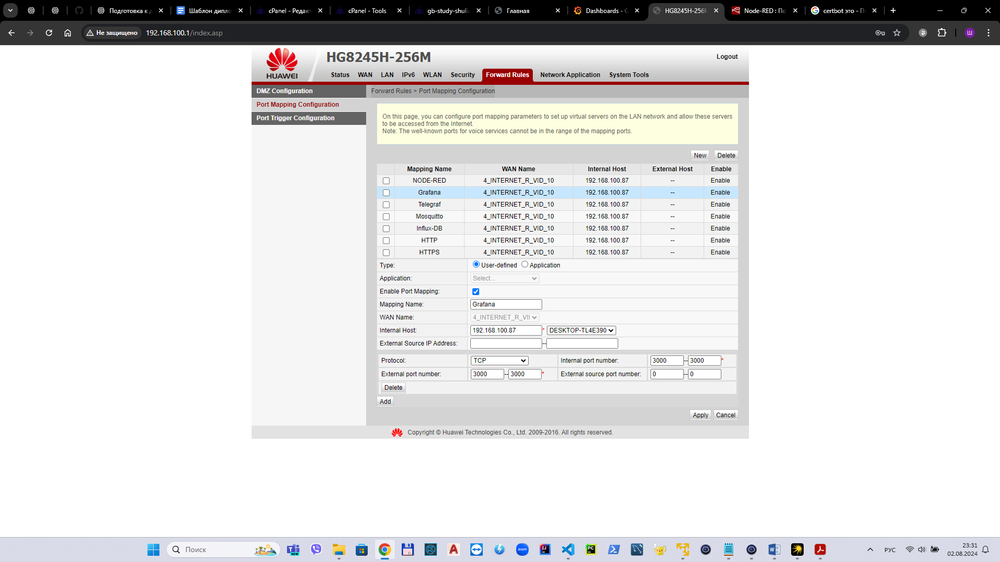 Подготовка к д
Шаблон дипло
cPanel - Редакт
cPanel - Tools
gb-study-shulia
Главная
Dashboards - G
HG8245H-256M
Node-RED : По
certbot это - П
Не защищено
192.168.100.1/index.asp
Ш
HUAWEI
HG8245H-256M
Logout
Status WAN LAN IPv6 WLAN Security Forward Rules Network Application System Tools
DMZ Configuration
Port Mapping Configuration
Port Trigger Configuration
Forward Rules > Port Mapping Configuration
On this page, you can configure port mapping parameters to set up virtual servers on the LAN network and allow these servers
to be accessed from the Internet.
Note: The well-known ports for voice services cannot be in the range of the mapping ports.
New Delete
Mapping Name WAN Name Internal Host External Host Enable
NODE-RED 4_INTERNET_R_VID_10 192.168.100.87 -- Enable
Grafana 4_INTERNET_R_VID_10 192.168.100.87 -- Enable
Telegraf 4_INTERNET_R_VID_10 192.168.100.87 -- Enable
Mosquitto 4_INTERNET_R_VID_10 192.168.100.87 -- Enable
Influx-DB 4_INTERNET_R_VID_10 192.168.100.87 -- Enable
HTTP 4_INTERNET_R_VID_10 192.168.100.87 -- Enable
HTTPS 4_INTERNET_R_VID_10 192.168.100.87 -- Enable
Type: User-defined Application
Application: Select...
Enable Port Mapping:
Mapping Name: Grafana
WAN Name: 4_INTERNET_R_VII
Internal Host: 192.168.100.87 * DESKTOP-TL4E390
External Source IP Address: --
Protocol: TCP Internal port number: 3000 -- 3000 *
External port number: 3000 -- 3000 * External source port number: 0 -- 0
Delete
Add
Apply Cancel
Copyright © Huawei Technologies Co., Ltd. 2009-2016. All rights reserved.
Поиск
NEW
zoom
IJ
PC
РУС
23:31
02.08.2024